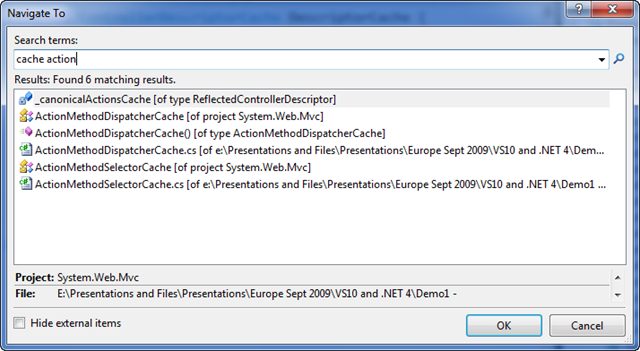 Navigate To
Search terms:
cache action
Results: Found 6 matching results.
_canonicalActionsCache [of type ReflectedControllerDescriptor]
ActionMethodDispatcherCache [of project System.Web.Mvc]
ActionMethodDispatcherCache() [of type ActionMethodDispatcherCache]
ActionMethodDispatcherCache.cs [of e:\Presentations and Files\Presentations\Europe Sept 2009\VS10 and .NET 4\Demo...
ActionMethodSelectorCache [of project System.Web.Mvc]
ActionMethodSelectorCache.cs [of e:\Presentations and Files\Presentations\Europe Sept 2009\VS10 and .NET 4\Demo1 ...
Project: System.Web.Mvc
File: E:\Presentations and Files\Presentations\Europe Sept 2009\VS10 and .NET 4\Demo1 -
Hide external items
OK
Cancel